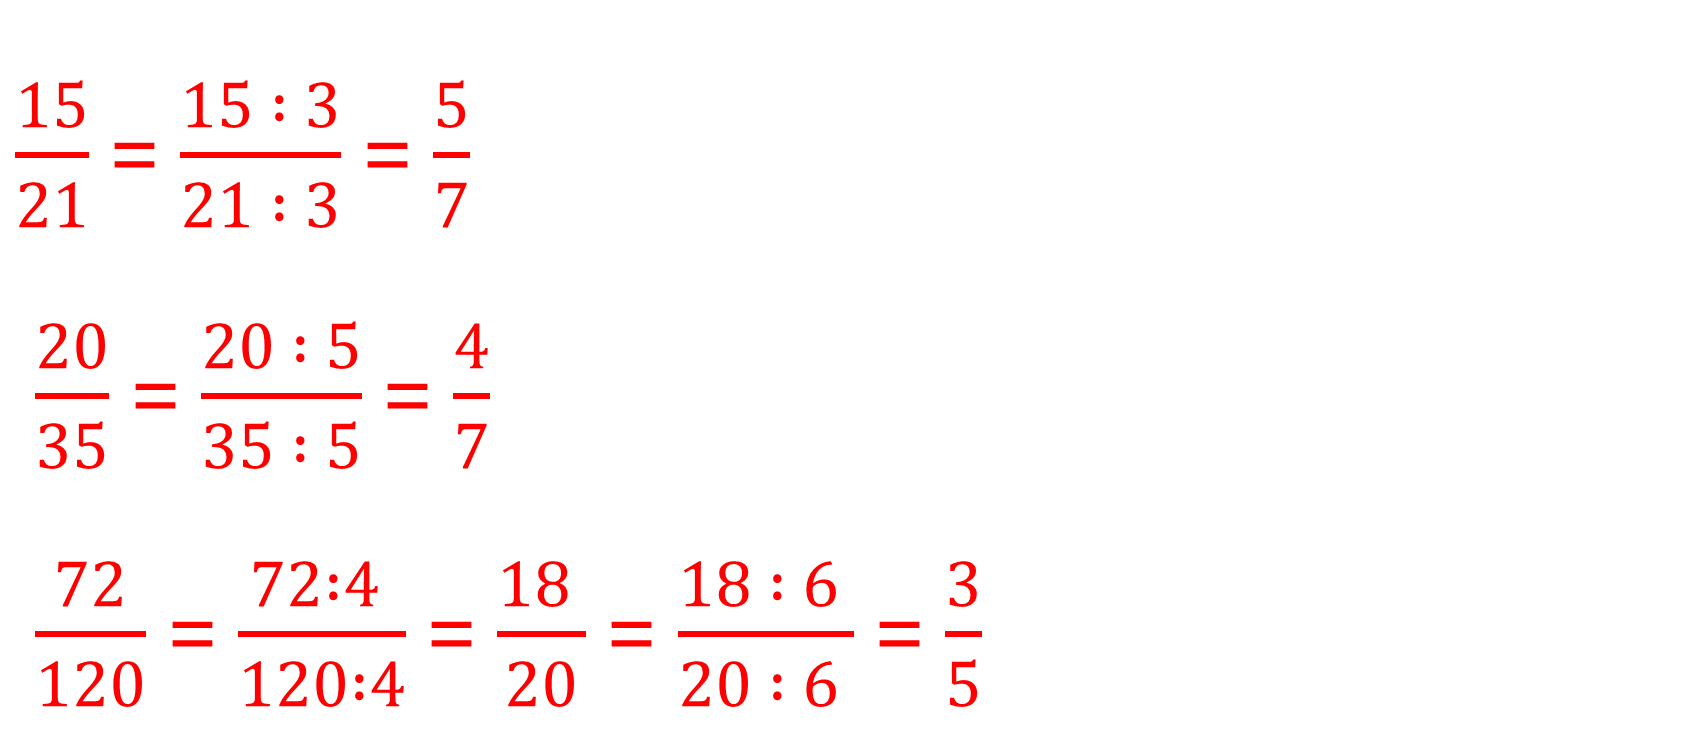 15/21 = 15 : 3/21 : 3 = 5/7
20/35 = 20 : 5/35 : 5 = 4/7
72/120 = 72:4/120:4 = 18/20 = 18 : 6/20 : 6 = 3/5